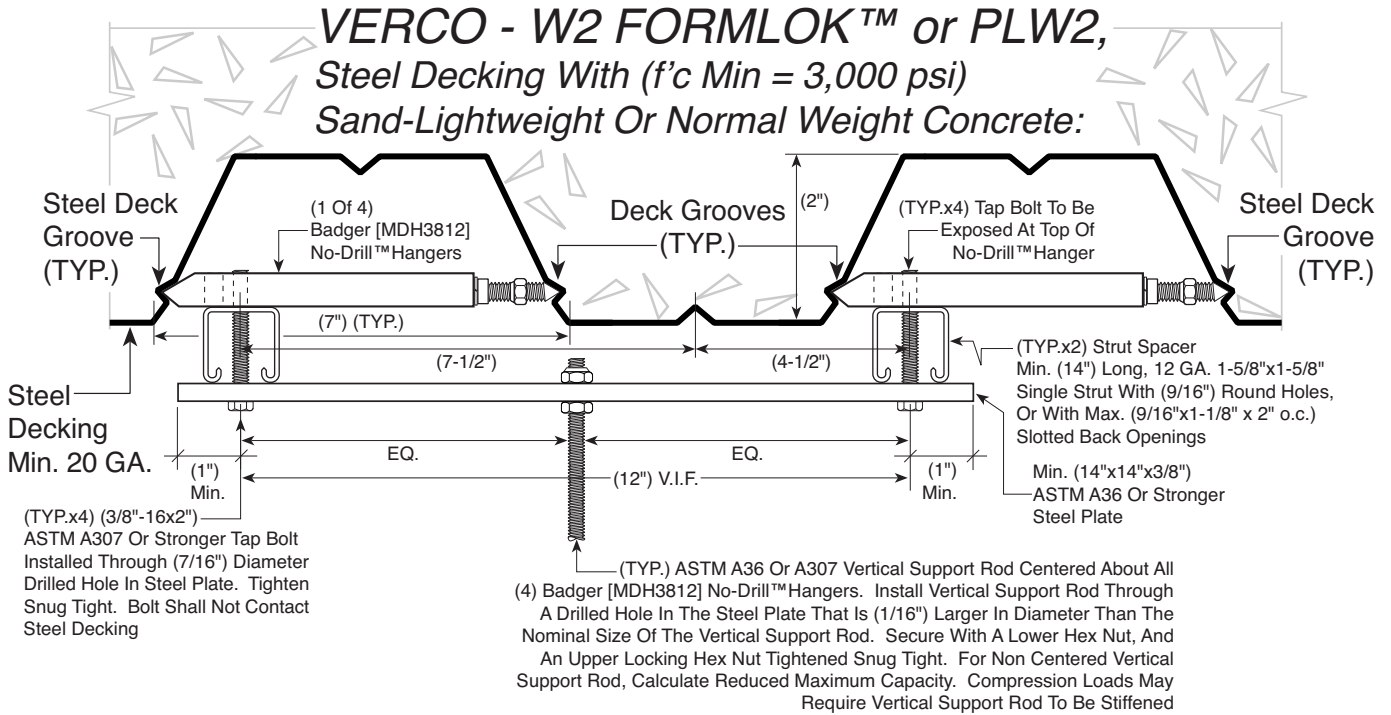 VERCO - W2 FORMLOK™ or PLW2,
Steel Decking With (f'c Min = 3,000 psi)
Sand-Lightweight Or Normal Weight Concrete:
Steel Deck
Groove
(TYP.)
(1 Of 4)
Badger [MDH3812]
No-Drill™Hangers
Deck Grooves
(TYP.)
(2")
(TYP.x4) Tap Bolt To Be
Exposed At Top Of
No-Drill™Hanger
Steel Deck
Groove
(TYP.)
(7") (TYP.)
(7-1/2")
(4-1/2")
(TYP.x2) Strut Spacer
Min. (14") Long, 12 GA. 1-5/8"x1-5/8"
Single Strut With (9/16") Round Holes,
Or With Max. (9/16"x1-1/8" x 2" o.c.)
Slotted Back Openings
Steel
Decking
Min. 20 GA.
(1")
Min.
EQ.
EQ.
(12") V.I.F.
(1")
Min.
Min. (14"x14"x3/8")
ASTM A36 Or Stronger
Steel Plate
(TYP.x4) (3/8"-16x2")
ASTM A307 Or Stronger Tap Bolt
Installed Through (7/16") Diameter
Drilled Hole In Steel Plate. Tighten
Snug Tight. Bolt Shall Not Contact
Steel Decking
(TYP.) ASTM A36 Or A307 Vertical Support Rod Centered About All
(4) Badger [MDH3812] No-Drill™Hangers. Install Vertical Support Rod Through
A Drilled Hole In The Steel Plate That Is (1/16") Larger In Diameter Than The
Nominal Size Of The Vertical Support Rod. Secure With A Lower Hex Nut, And
An Upper Locking Hex Nut Tightened Snug Tight. For Non Centered Vertical
Support Rod, Calculate Reduced Maximum Capacity. Compression Loads May
Require Vertical Support Rod To Be Stiffened